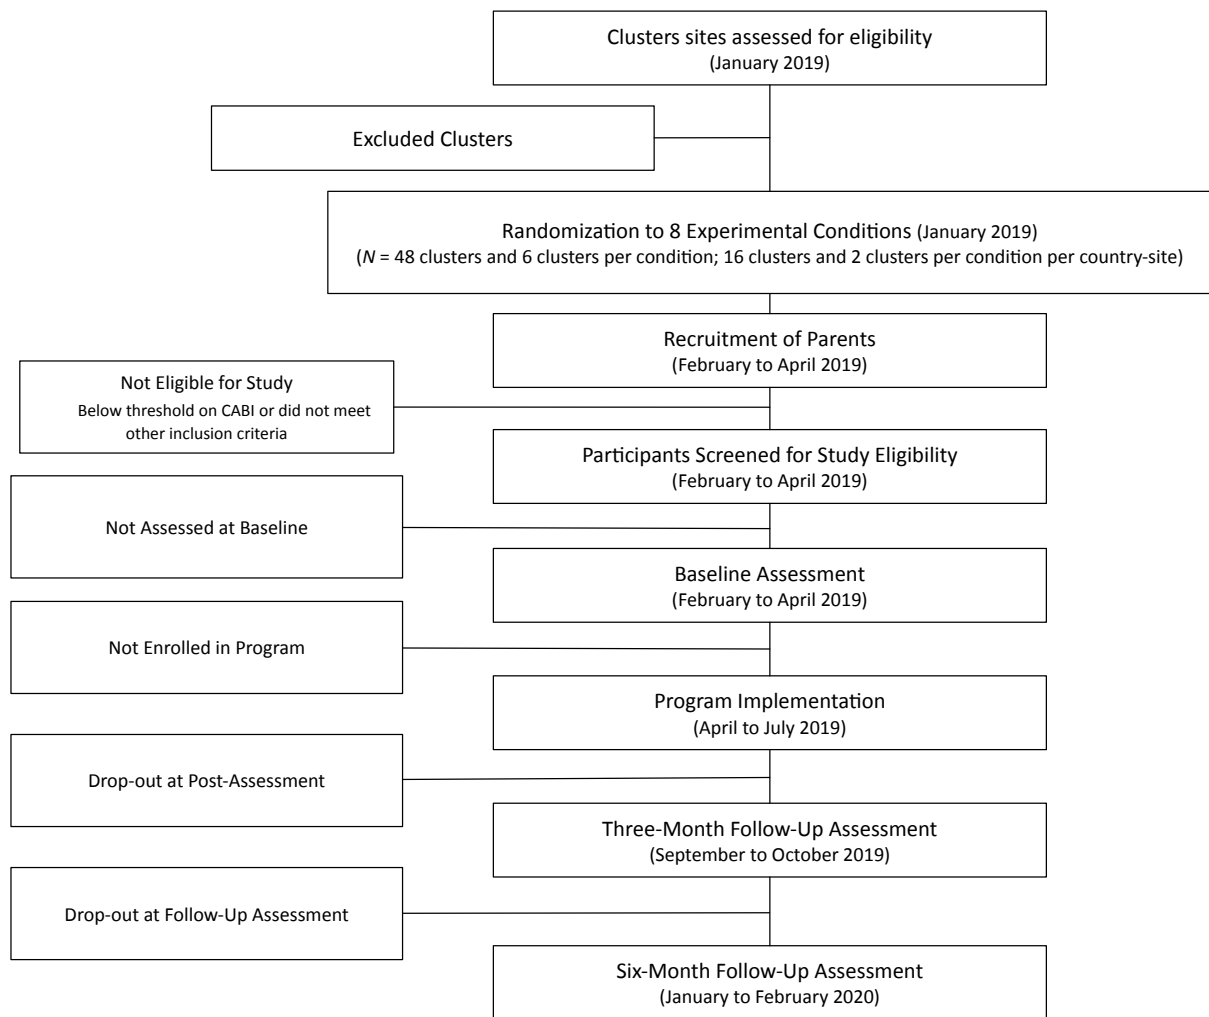 Clusters sites assessed for eligibility
(January 2019)
Excluded Clusters
Randomization to 8 Experimental Conditions (January 2019)
(N = 48 clusters and 6 clusters per condition; 16 clusters and 2 clusters per condition per country-site)
Recruitment of Parents
(February to April 2019)
Not Eligible for Study
Below threshold on CABI or did not meet
other inclusion criteria
Participants Screened for Study Eligibility
(February to April 2019)
Not Assessed at Baseline
Baseline Assessment
(February to April 2019)
Not Enrolled in Program
Program Implementation
(April to July 2019)
Drop-out at Post-Assessment
Three-Month Follow-Up Assessment
(September to October 2019)
Drop-out at Follow-Up Assessment
Six-Month Follow-Up Assessment
(January to February 2020)